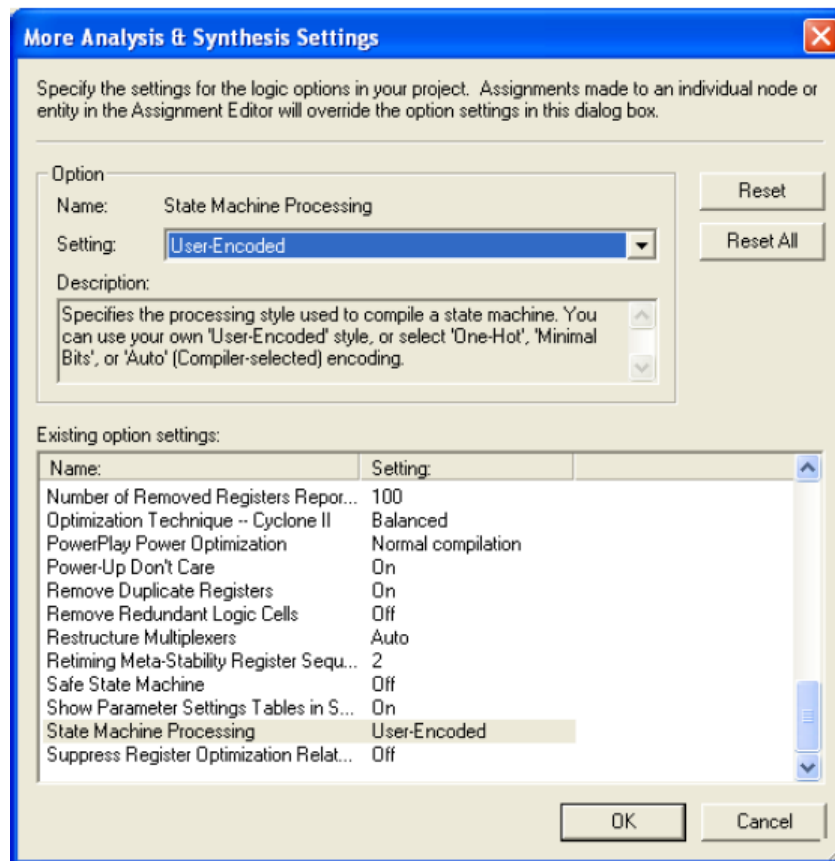 More Analysis & Synthesis Settings
Specify the settings for the logic options in your project.  Assignments made to an individual node or
entity in the Assignment Editor will override the option settings in this dialog box.
Option
Name: State Machine Processing
Reset
Setting: User-Encoded
Reset All
Description:
Specifies the processing style used to compile a state machine. You
can use your own 'User-Encoded' style, or select 'One-Hot', 'Minimal
Bits', or 'Auto' (Compiler-selected) encoding.
Existing option settings:
Name: Setting:
Number of Removed Registers Repor... 100
Optimization Technique -- Cyclone II Balanced
PowerPlay Power Optimization Normal compilation
Power-Up Don't Care On
Remove Duplicate Registers On
Remove Redundant Logic Cells Off
Restructure Multiplexers Auto
Retiming Meta-Stability Register Sequ... 2
Safe State Machine Off
Show Parameter Settings Tables in S... On
State Machine Processing User-Encoded
Suppress Register Optimization Relat... Off
OK Cancel